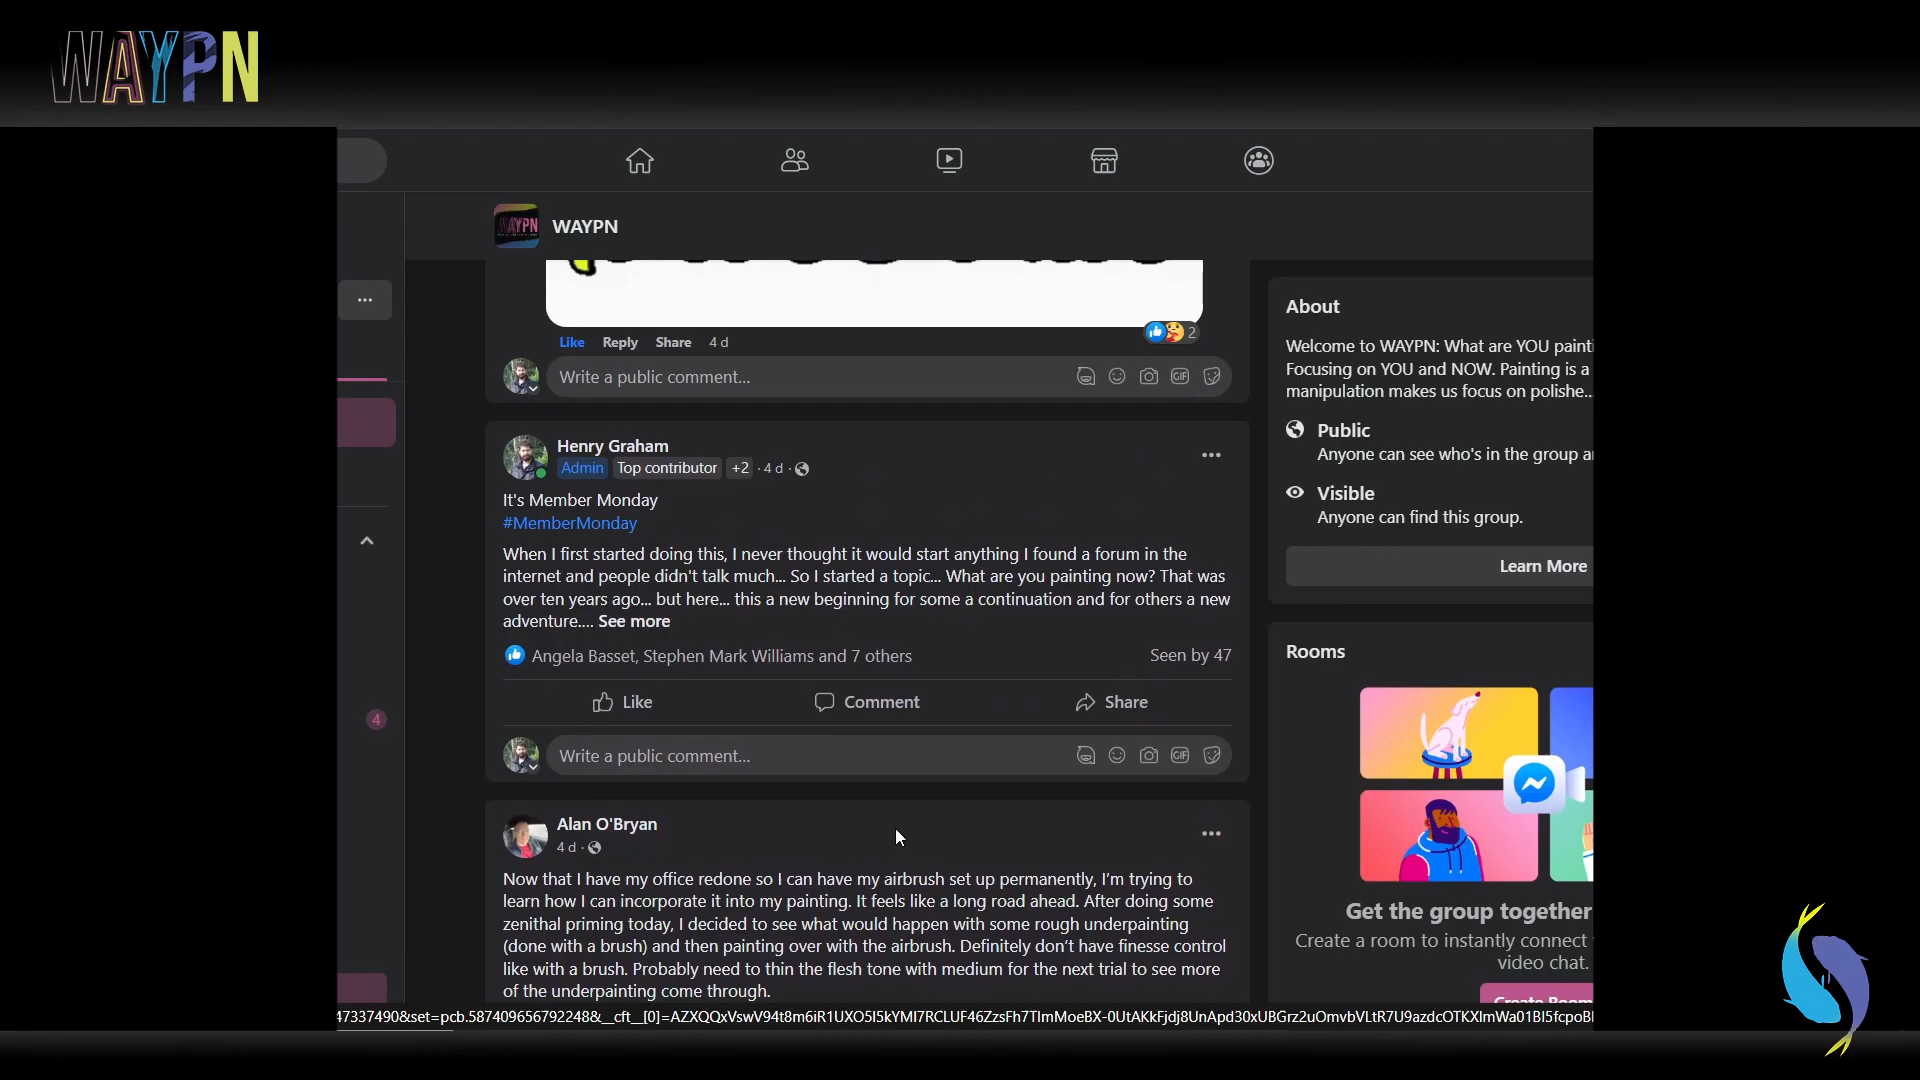 WAYPN
WAYPN
WAYPN
2
Like Reply Share 4 d
Write a public comment...
GIF
Henry Graham
Admin Top contributor +2 · 4 d ·
It's Member Monday
#MemberMonday
When I first started doing this, I never thought it would start anything I found a forum in the
internet and people didn't talk much... So I started a topic... What are you painting now? That was
over ten years ago... but here... this a new beginning for some a continuation and for others a new
adventure.... See more
Angela Basset, Stephen Mark Williams and 7 others
Seen by 47
Like Comment Share
Write a public comment...
GIF
Alan O'Bryan
4 d ·
Now that I have my office redone so I can have my airbrush set up permanently, I'm trying to
learn how I can incorporate it into my painting. It feels like a long road ahead. After doing some
zenithal priming today, I decided to see what would happen with some rough underpainting
(done with a brush) and then painting over with the airbrush. Definitely don't have finesse control
like with a brush. Probably need to thin the flesh tone with medium for the next trial to see more
of the underpainting come through.
4
About
Welcome to WAYPN: What are YOU painti
Focusing on YOU and NOW. Painting is a
manipulation makes us focus on polishe...
Public
Anyone can see who's in the group a
Visible
Anyone can find this group.
Learn More
Rooms
Get the group together
Create a room to instantly connect
video chat.
Create Room